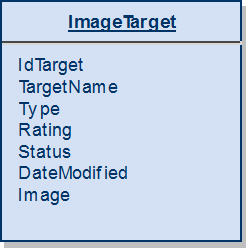 ImageTarget
IdTarget
TargetName
Type
Rating
Status
DateModified
Image